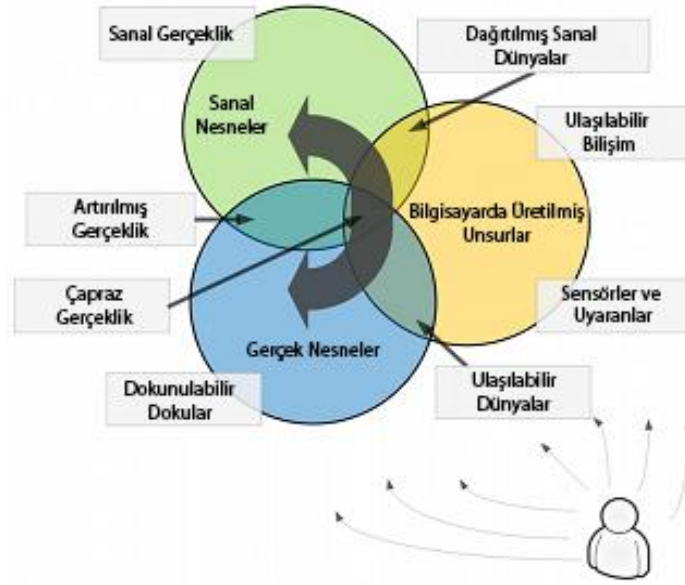 Sanal Gerçeklik
Dağıtılmış Sanal
Dünyalar
Sanal
Nesneler
Ulaşılabilir
Bilişim
Artırılmış
Gerçeklik
Bilgisayarda Üretilmiş
Unsurlar
Çapraz
Gerçeklik
Sensörler ve
Uyaranlar
Gerçek Nesneler
Dokunulabilir
Dokular
Ulaşılabilir
Dünyalar